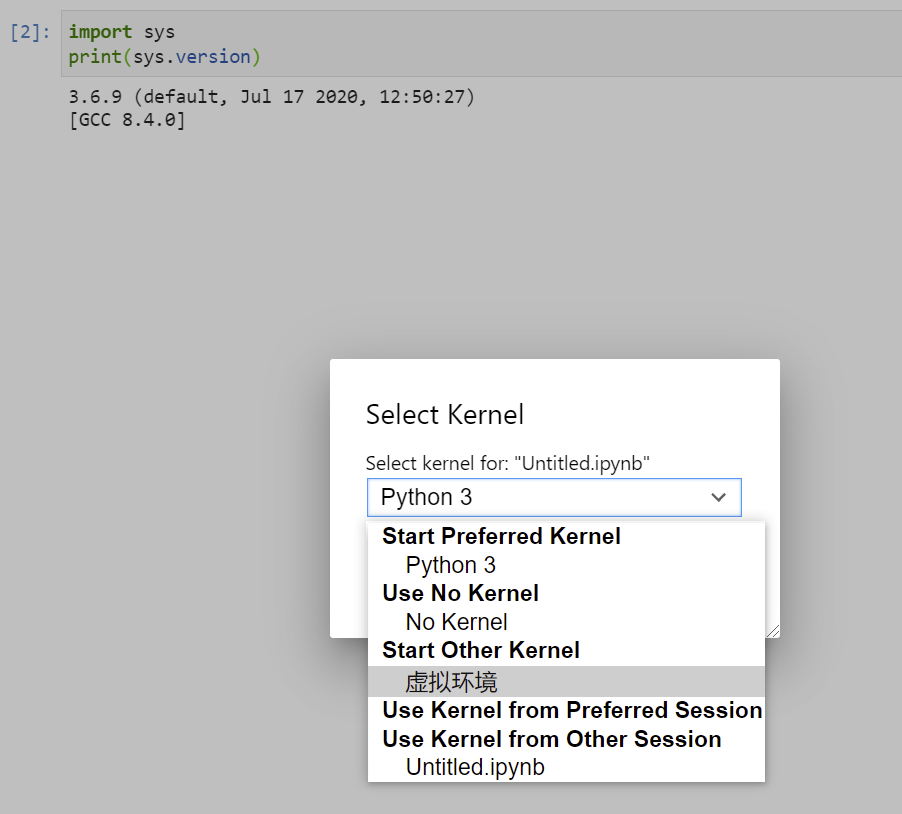 [2]: import sys
print(sys.version)
3.6.9 (default, Jul 17 2020, 12:50:27)
[GCC 8.4.0]
Select Kernel
Select kernel for: "Untitled.ipynb"
Python 3
Start Preferred Kernel
Python 3
Use No Kernel
No Kernel
Start Other Kernel
虚拟环境
Use Kernel from Preferred Session
Use Kernel from Other Session
Untitled.ipynb